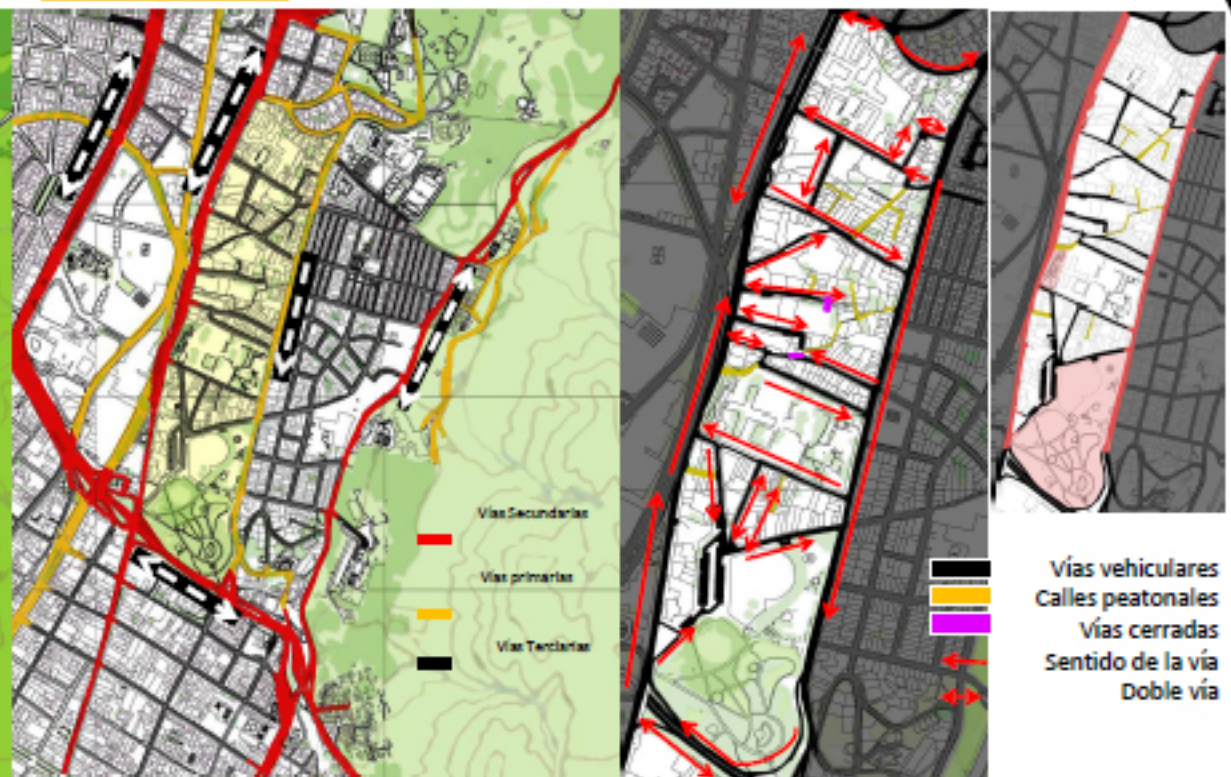 Vías Secundarias
Vías primarias
Vías Terciarias
Vías vehiculares
Calles peatonales
Vías cerradas
Sentido de la vía
Doble vía